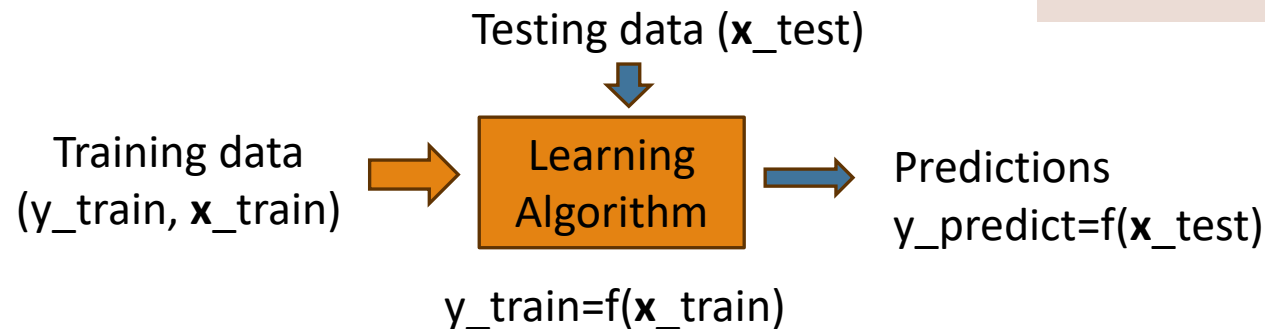 Testing data (x_test)
Training data
(y_train, x_train)
Learning
Algorithm
Predictions
y_predict=f(x_test)
y_train=f(x_train)